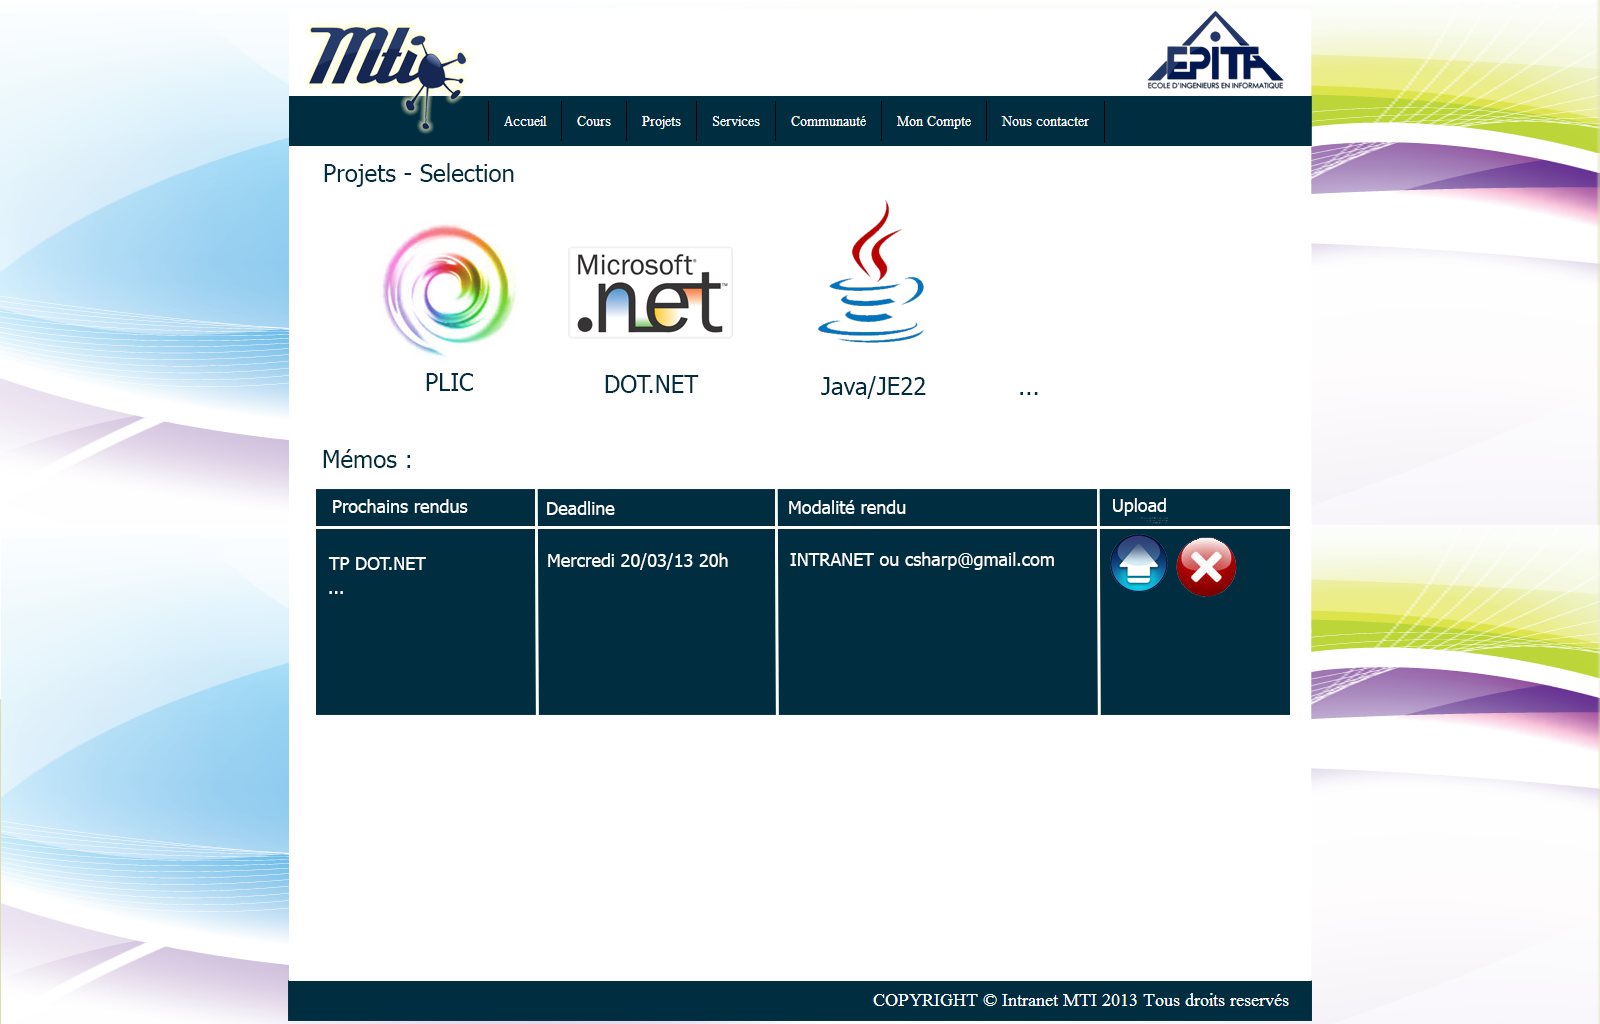 Mti
EPITA
ECOLE D'INGENIEURS EN INFORMATIQUE
Accueil Cours Projets Services Communauté Mon Compte Nous contacter
Projets - Selection
Microsoft®
.net™
PLIC DOT.NET Java/JE22 ...
Mémos :
Prochains rendus Deadline Modalité rendu Upload
TP DOT.NET Mercredi 20/03/13 20h INTRANET ou csharp@gmail.com
...
COPYRIGHT © Intranet MTI 2013 Tous droits reservés